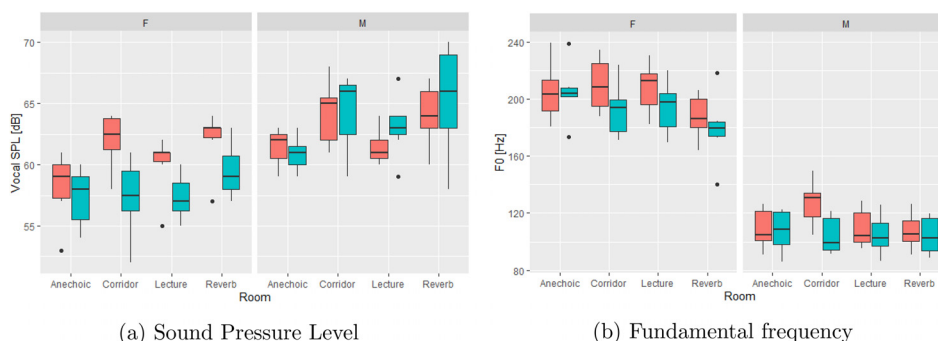 F
M
Vocal SPL [dB]
70
65
60
55
Anechoic Corridor Lecture Reverb Anechoic Corridor Lecture Reverb
Room
(a) Sound Pressure Level
F
M
F0 [Hz]
240
200
160
120
80
Anechoic Corridor Lecture Reverb Anechoic Corridor Lecture Reverb
Room
(b) Fundamental frequency